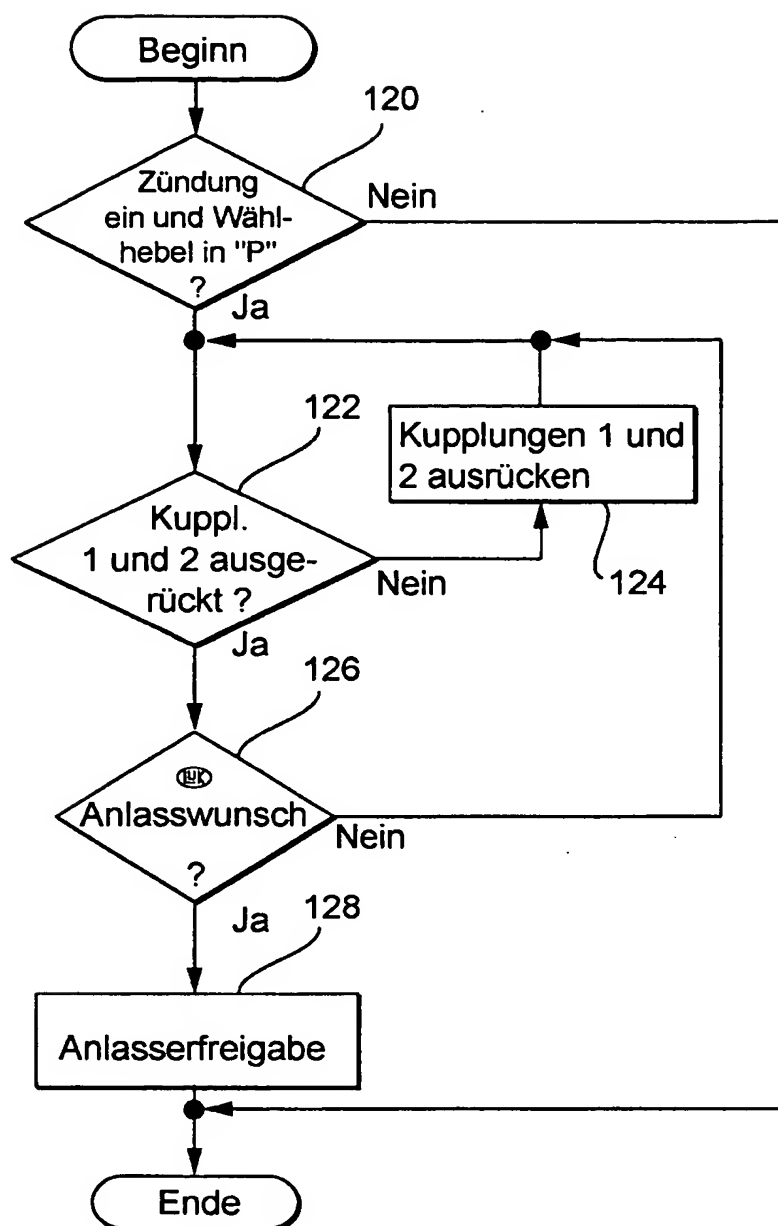 Beginn
120
Zündung
ein und Wähl-
hebel in "P"
?
Nein
Ja
122
Kupplungen 1 und
2 ausrücken
124
Kuppl.
1 und 2 ausge-
rückt ?
Nein
Ja
126
LuK
Anlasswunsch
?
Nein
Ja
128
Anlasserfreigabe
Ende